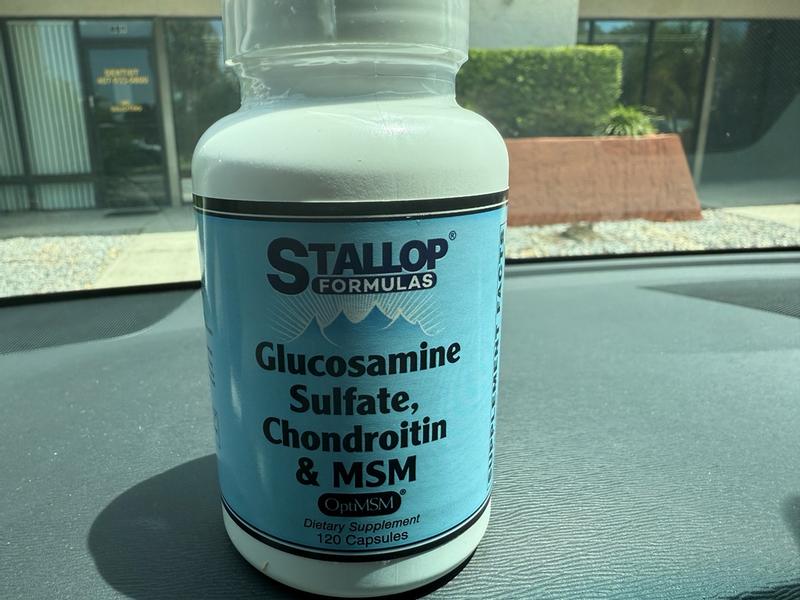 STALLOP®
FORMULAS
Glucosamine
Sulfate,
Chondroitin
& MSM
OptiMSM®
Dietary Supplement
120 Capsules
SUPPLEMENT FACTS
DENTIST